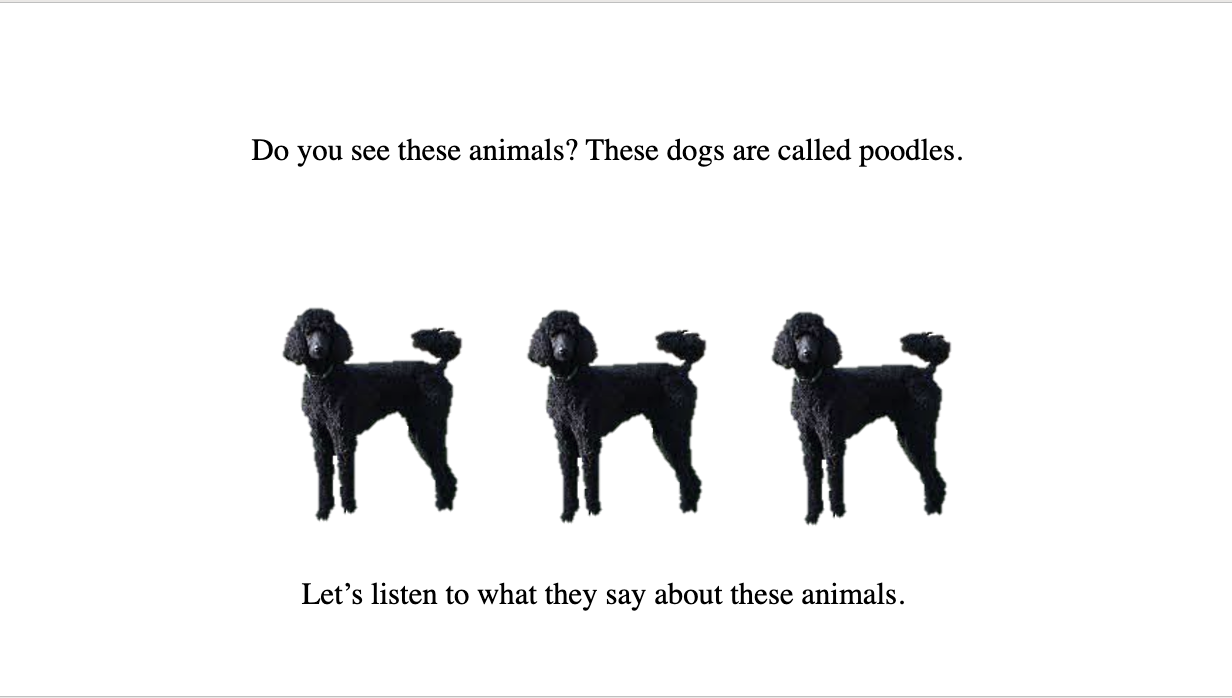 Do you see these animals? These dogs are called poodles.
Let’s listen to what they say about these animals.